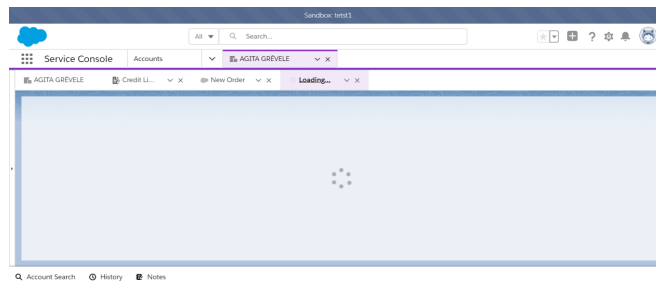 Sandbox: tetst1
All Search...
Service Console Accounts AGITA GRĒVELE
AGITA GRĒVELE Credit Li... New Order Loading...
Account Search History Notes